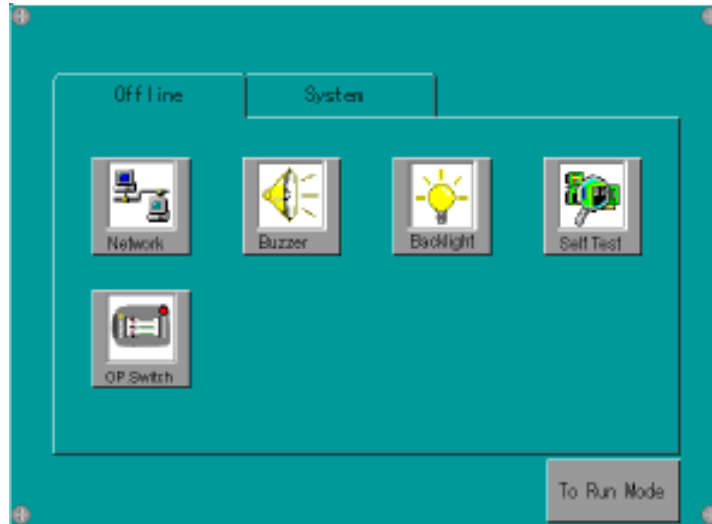 Offline
System
Network
Buzzer
Backlight
Self Test
OP.Switch
To Run Mode